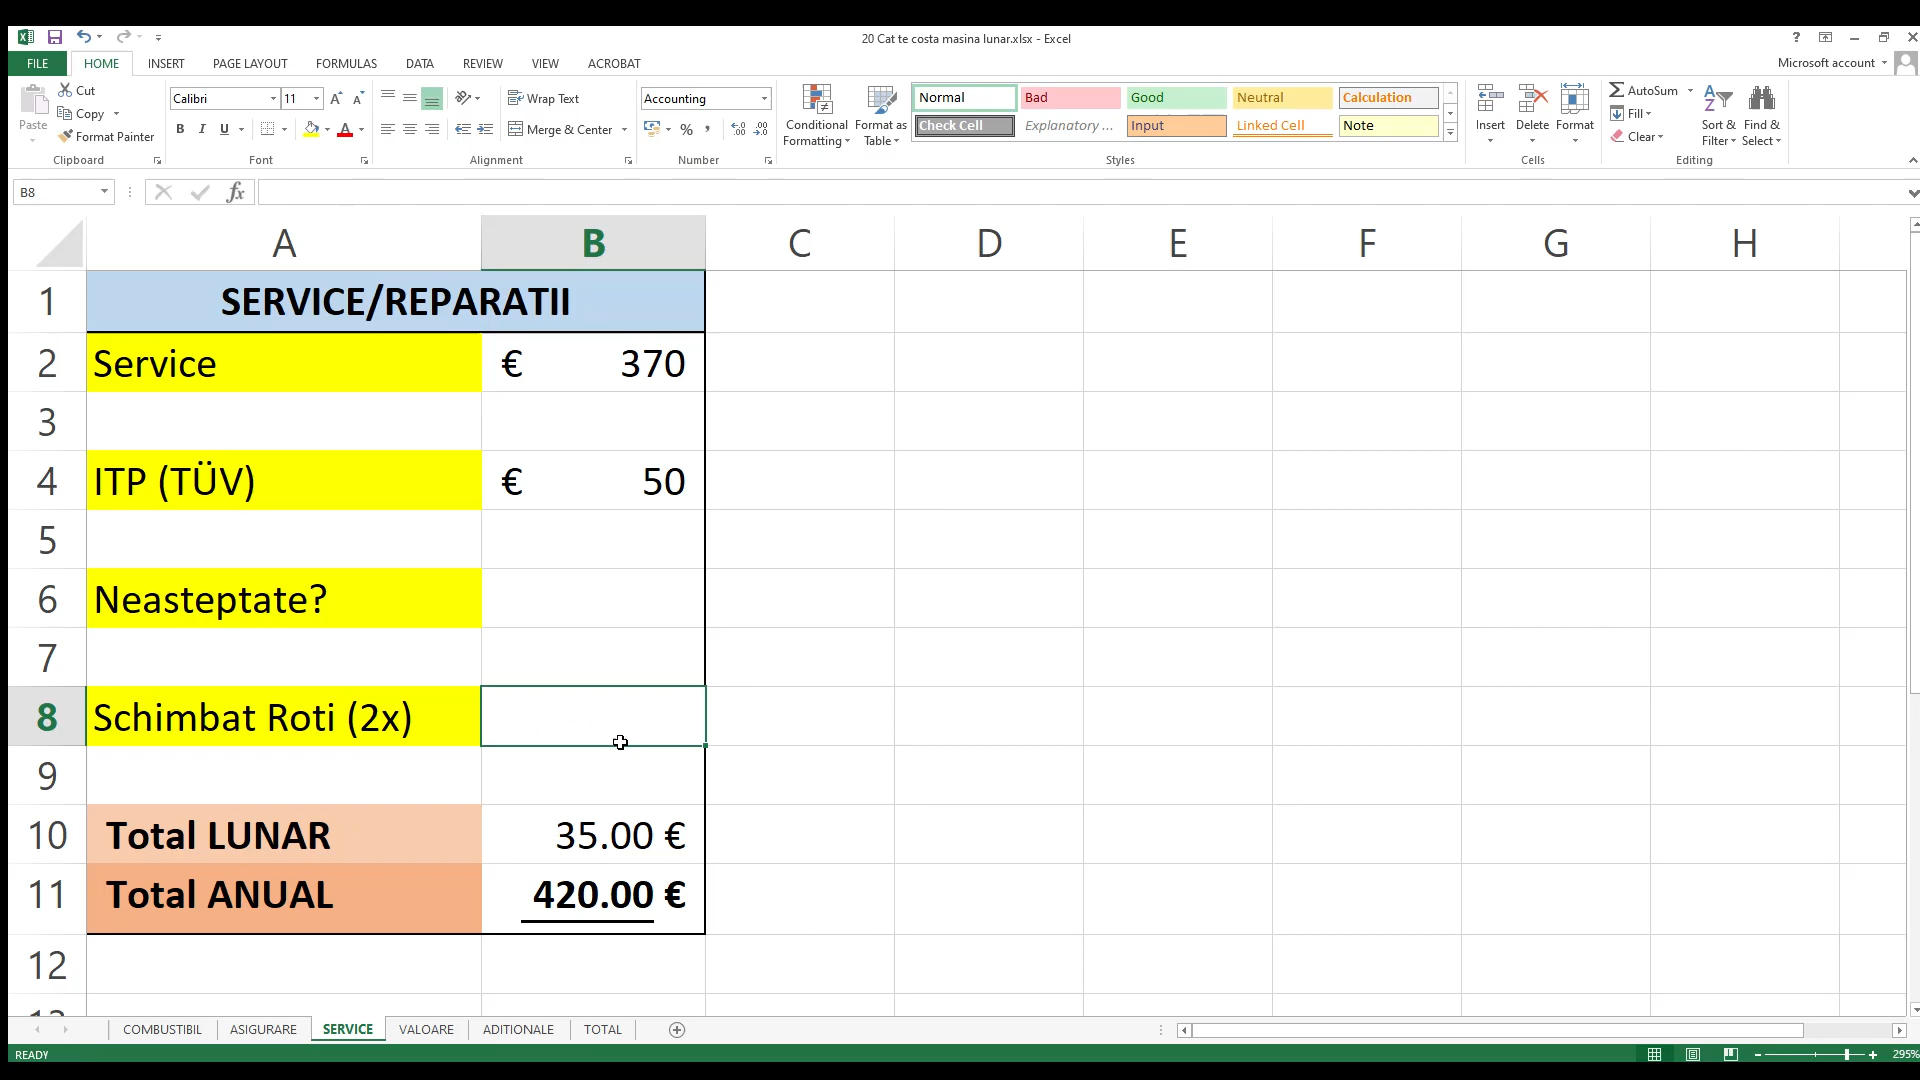 20 Cat te costa masina lunar.xlsx - Excel
?
FILE HOME INSERT PAGE LAYOUT FORMULAS DATA REVIEW VIEW ACROBAT
Microsoft account
Paste
Cut
Copy
Format Painter
Clipboard
Calibri 11
B I U
Font
Wrap Text
Merge & Center
Alignment
Accounting
Number
Conditional Formatting
Format as Table
Normal Bad Good Neutral Calculation
Check Cell Explanatory ... Input Linked Cell Note
Styles
Insert Delete Format
Cells
AutoSum
Fill
Clear
Sort & Filter
Find & Select
Editing
B8
fx
A B C D E F G H
1 SERVICE/REPARATII
2 Service € 370
3
4 ITP (TÜV) € 50
5
6 Neasteptate?
7
8 Schimbat Roti (2x)
9
10 Total LUNAR 35.00 €
11 Total ANUAL 420.00 €
12
COMBUSTIBIL ASIGURARE SERVICE VALOARE ADITIONALE TOTAL
READY
295%